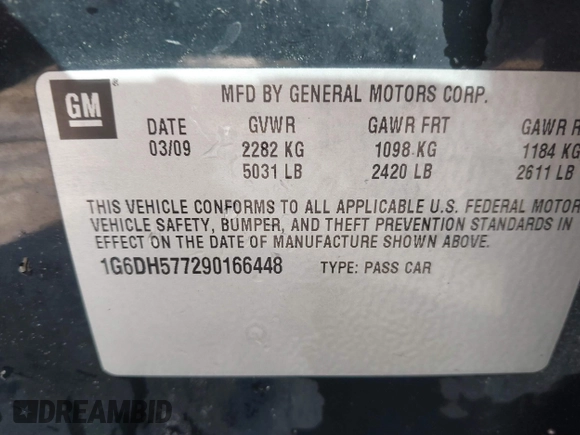 GM
MFD BY GENERAL MOTORS CORP.
DATE GVWR GAWR FRT GAWR R
03/09 2282 KG 1098 KG 1184 KG
5031 LB 2420 LB 2611 LB
THIS VEHICLE CONFORMS TO ALL APPLICABLE U.S. FEDERAL MOTOR
VEHICLE SAFETY, BUMPER, AND THEFT PREVENTION STANDARDS IN
EFFECT ON THE DATE OF MANUFACTURE SHOWN ABOVE.
1G6DH577290166448 TYPE: PASS CAR
DREAMBID